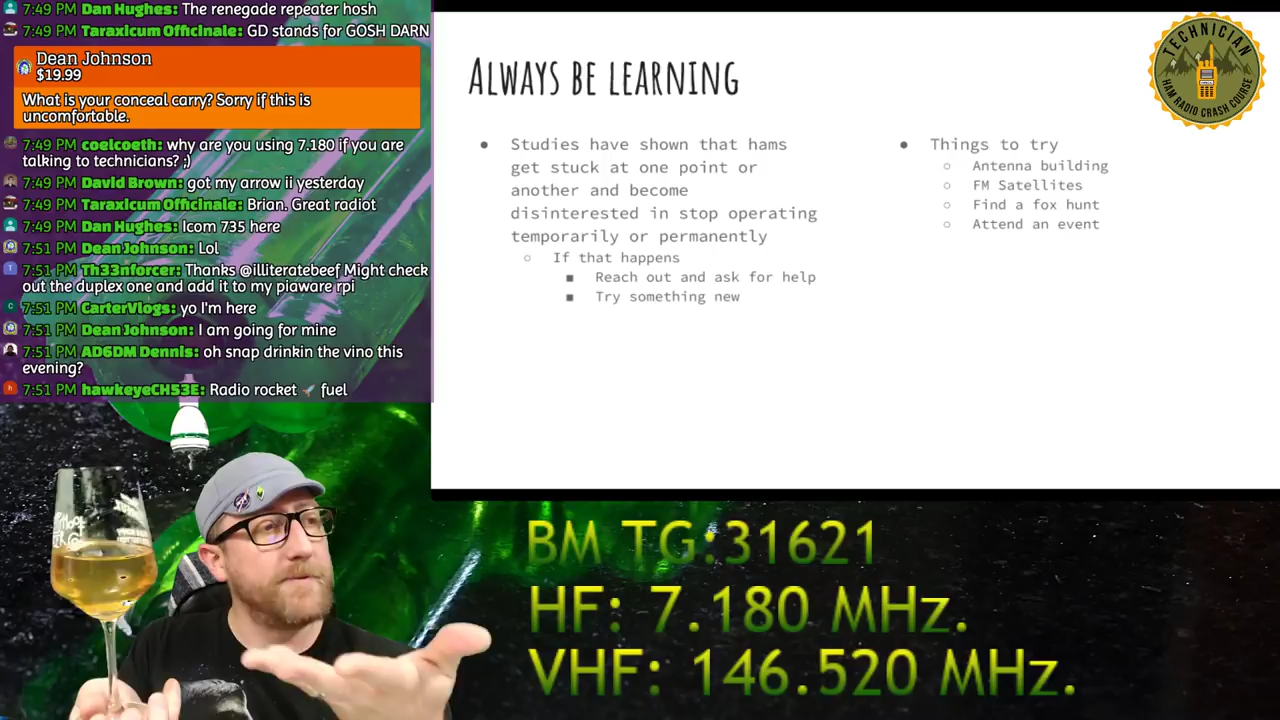 7:49 PM Dan Hughes: The renegade repeater hosh
7:49 PM Taraxicum Officinale: GD stands for GOSH DARN
Dean Johnson
$19.99
What is your conceal carry? Sorry if this is
uncomfortable.
7:49 PM coelcoeth: why are you using 7.180 if you are
talking to technicians? ;)
7:49 PM David Brown: got my arrow ii yesterday
7:49 PM Taraxicum Officinale: Brian. Great radiot
7:49 PM Dan Hughes: Icom 735 here
7:51 PM Dean Johnson: Lol
7:51 PM Th33nforcer: Thanks @illiteratebeef Might check
out the duplex one and add it to my piaware rpi
7:51 PM CarterVlogs: yo I'm here
7:51 PM Dean Johnson: I am going for mine
7:51 PM AD6DM Dennis: oh snap drinkin the vino this
evening?
7:51 PM hawkeyeCH53E: Radio rocket 🚀 fuel
ALWAYS BE LEARNING
Studies have shown that hams
get stuck at one point or
another and become
disinterested in stop operating
temporarily or permanently
If that happens
Reach out and ask for help
Try something new
Things to try
Antenna building
FM Satellites
Find a fox hunt
Attend an event
TECHNICIAN
HAM RADIO CRASH COURSE
BM TG:31621
HF: 7.180 MHz.
VHF: 146.520 MHz.